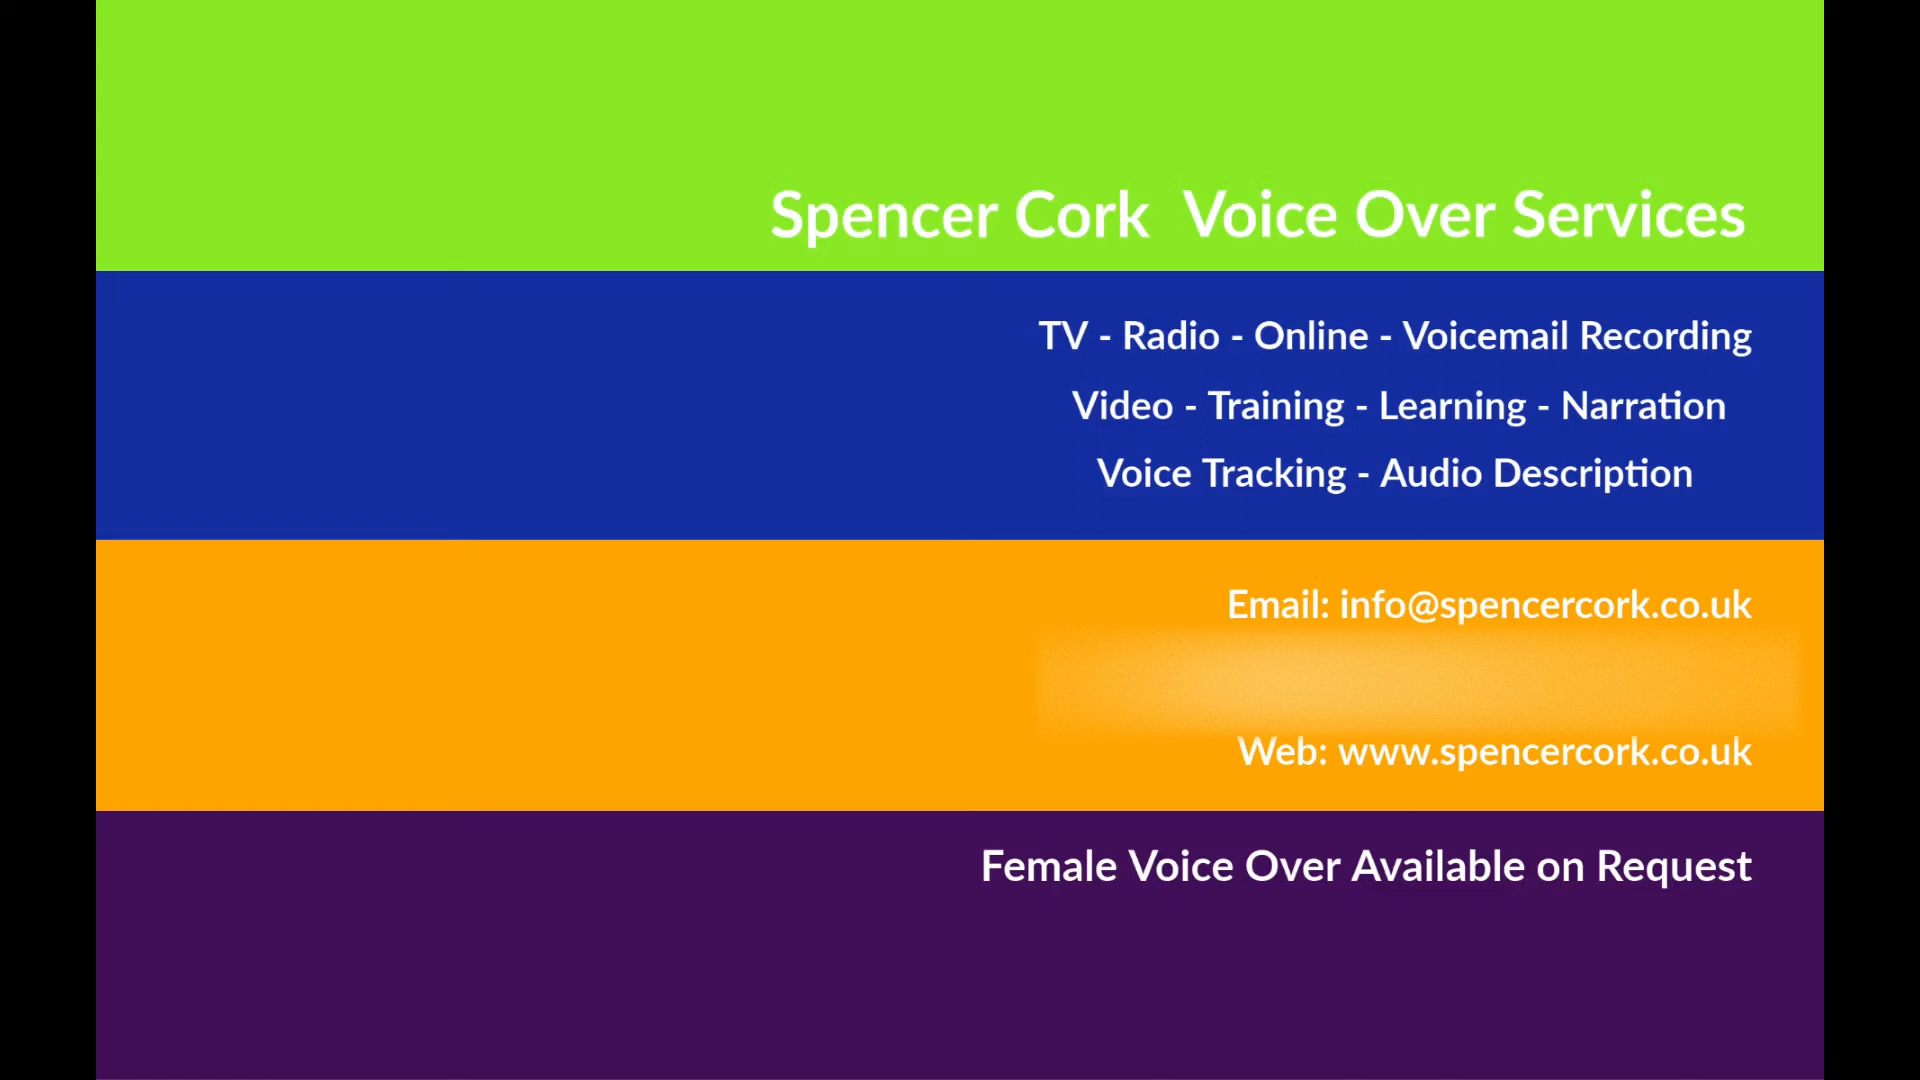 Spencer Cork  Voice Over Services
TV - Radio - Online - Voicemail Recording
Video - Training - Learning - Narration
Voice Tracking - Audio Description
Email: info@spencercork.co.uk
Web: www.spencercork.co.uk
Female Voice Over Available on Request